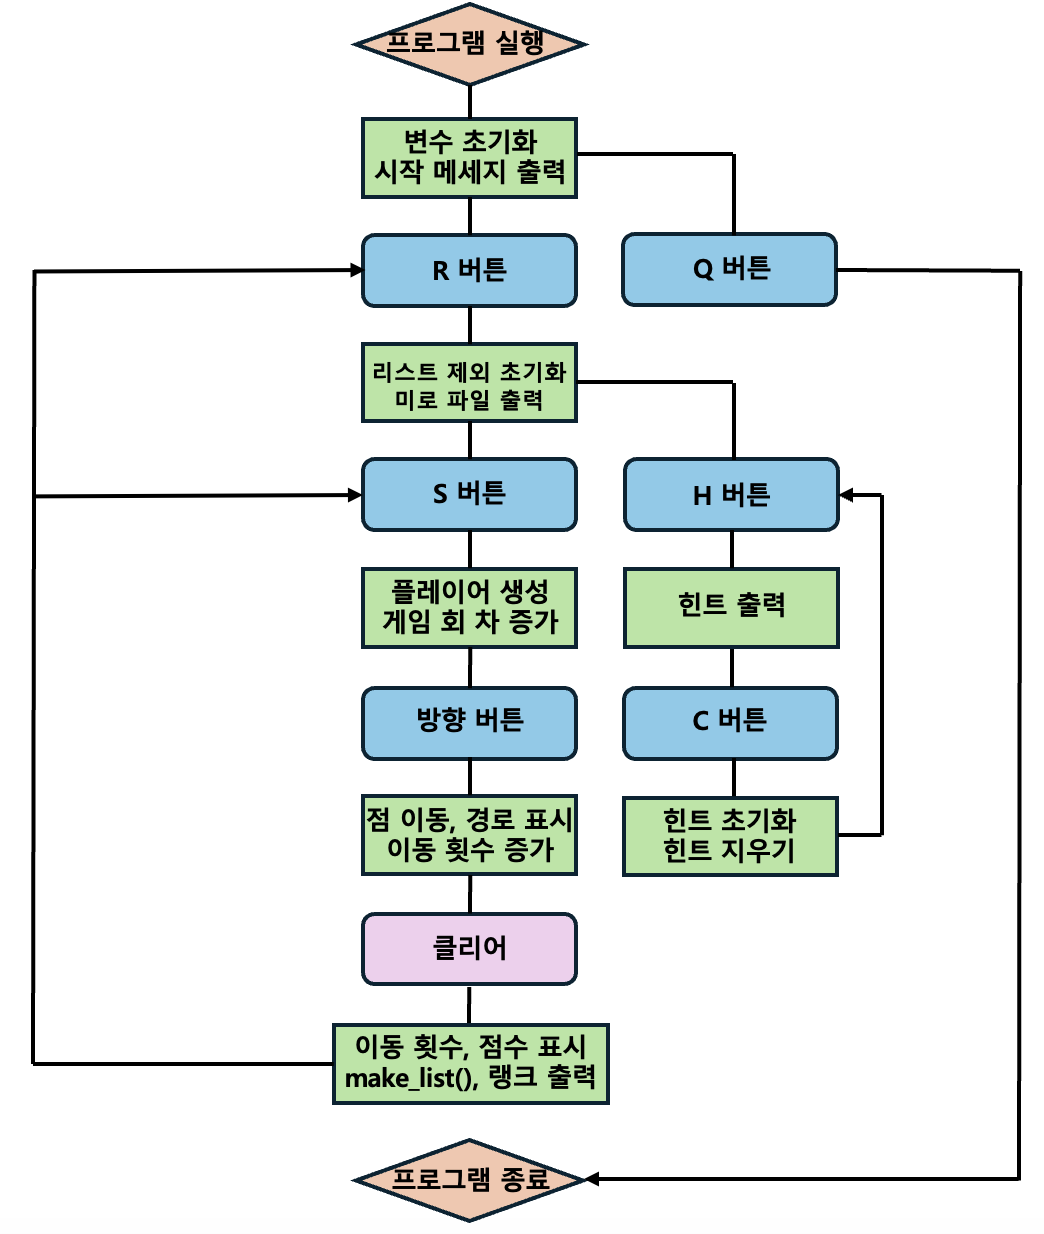 프로그램 실행
변수 초기화
시작 메세지 출력
R 버튼
Q 버튼
리스트 제외 초기화
미로 파일 출력
S 버튼
H 버튼
플레이어 생성
게임 회 차 증가
힌트 출력
방향 버튼
C 버튼
점 이동, 경로 표시
이동 횟수 증가
힌트 초기화
힌트 지우기
클리어
이동 횟수, 점수 표시
make_list(), 랭크 출력
프로그램 종료